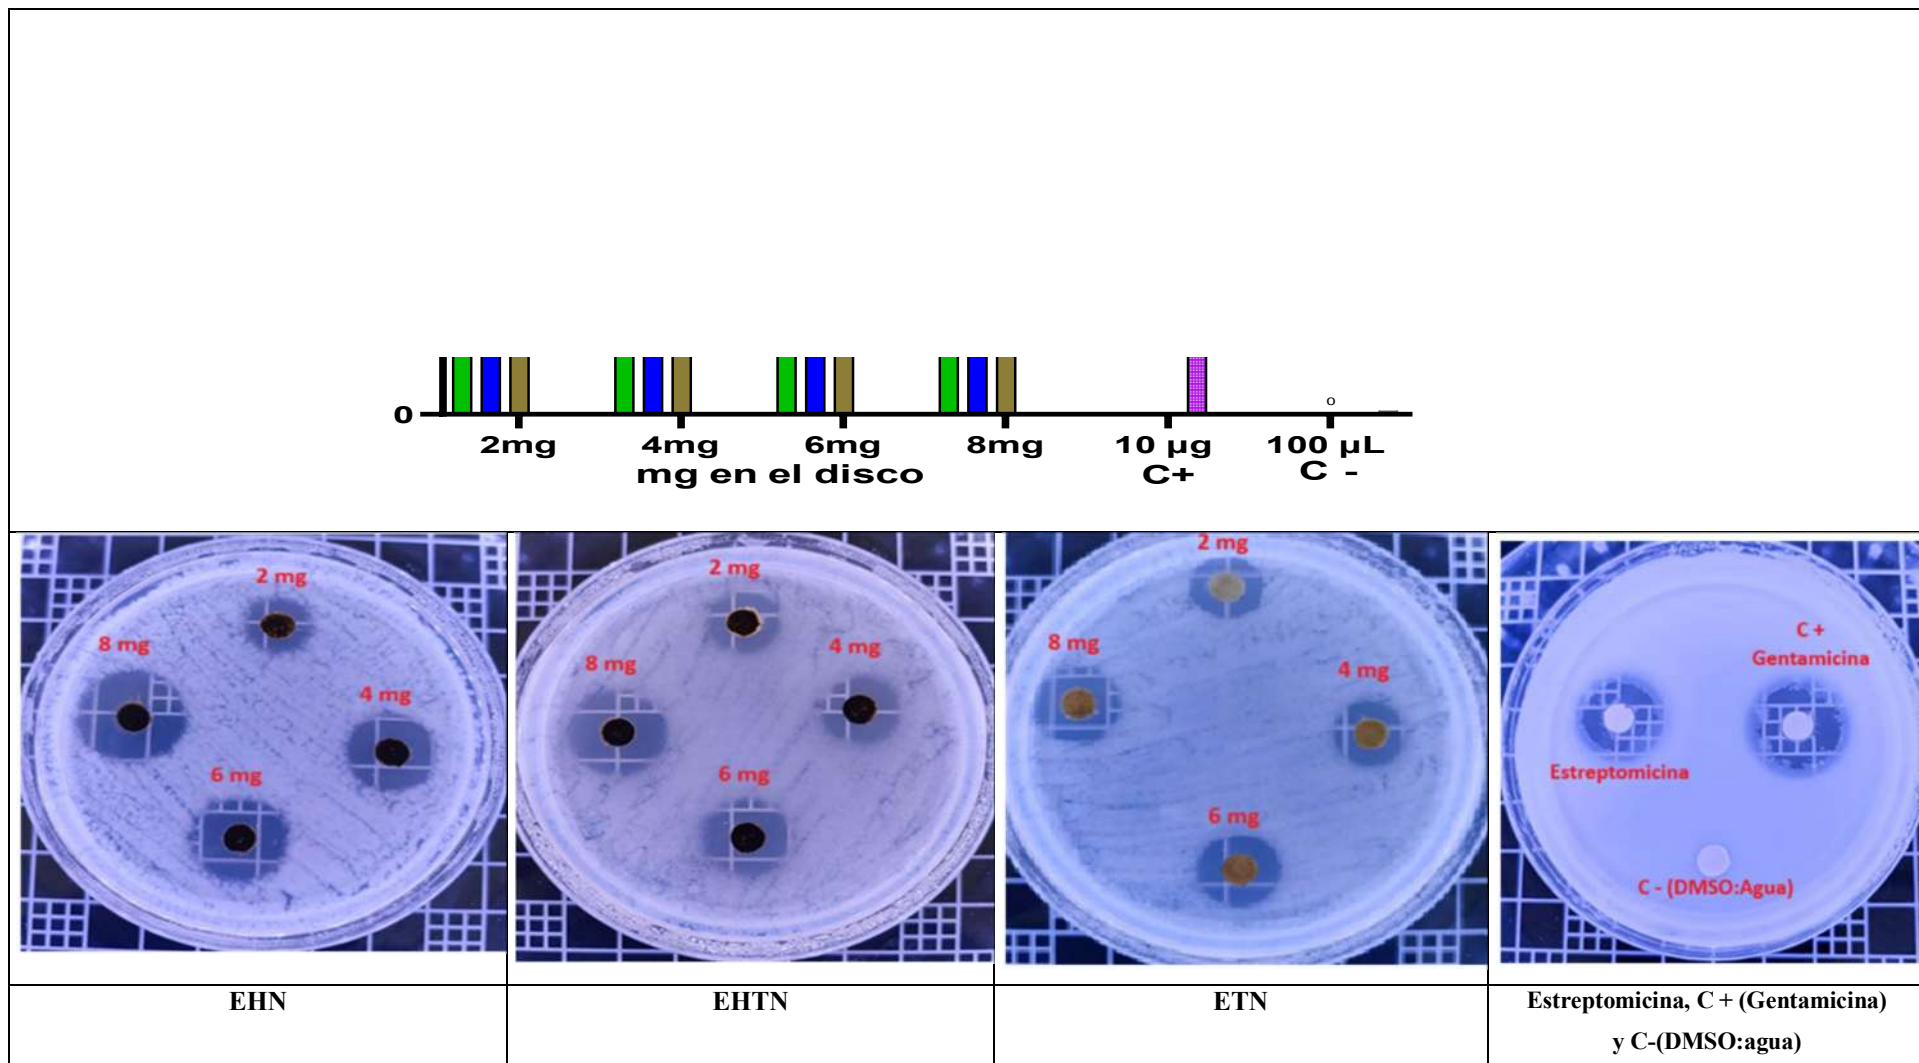 0
2mg 4mg 6mg 8mg 10 µg 100 µL
mg en el disco C+ C -
o
2 mg
8 mg
4 mg
6 mg
2 mg
8 mg
4 mg
6 mg
2 mg
8 mg
4 mg
6 mg
C +
Gentamicina
Estreptomicina
C - (DMSO:Agua)
EHN
EHTN
ETN
Estreptomicina, C + (Gentamicina)
y C-(DMSO:agua)